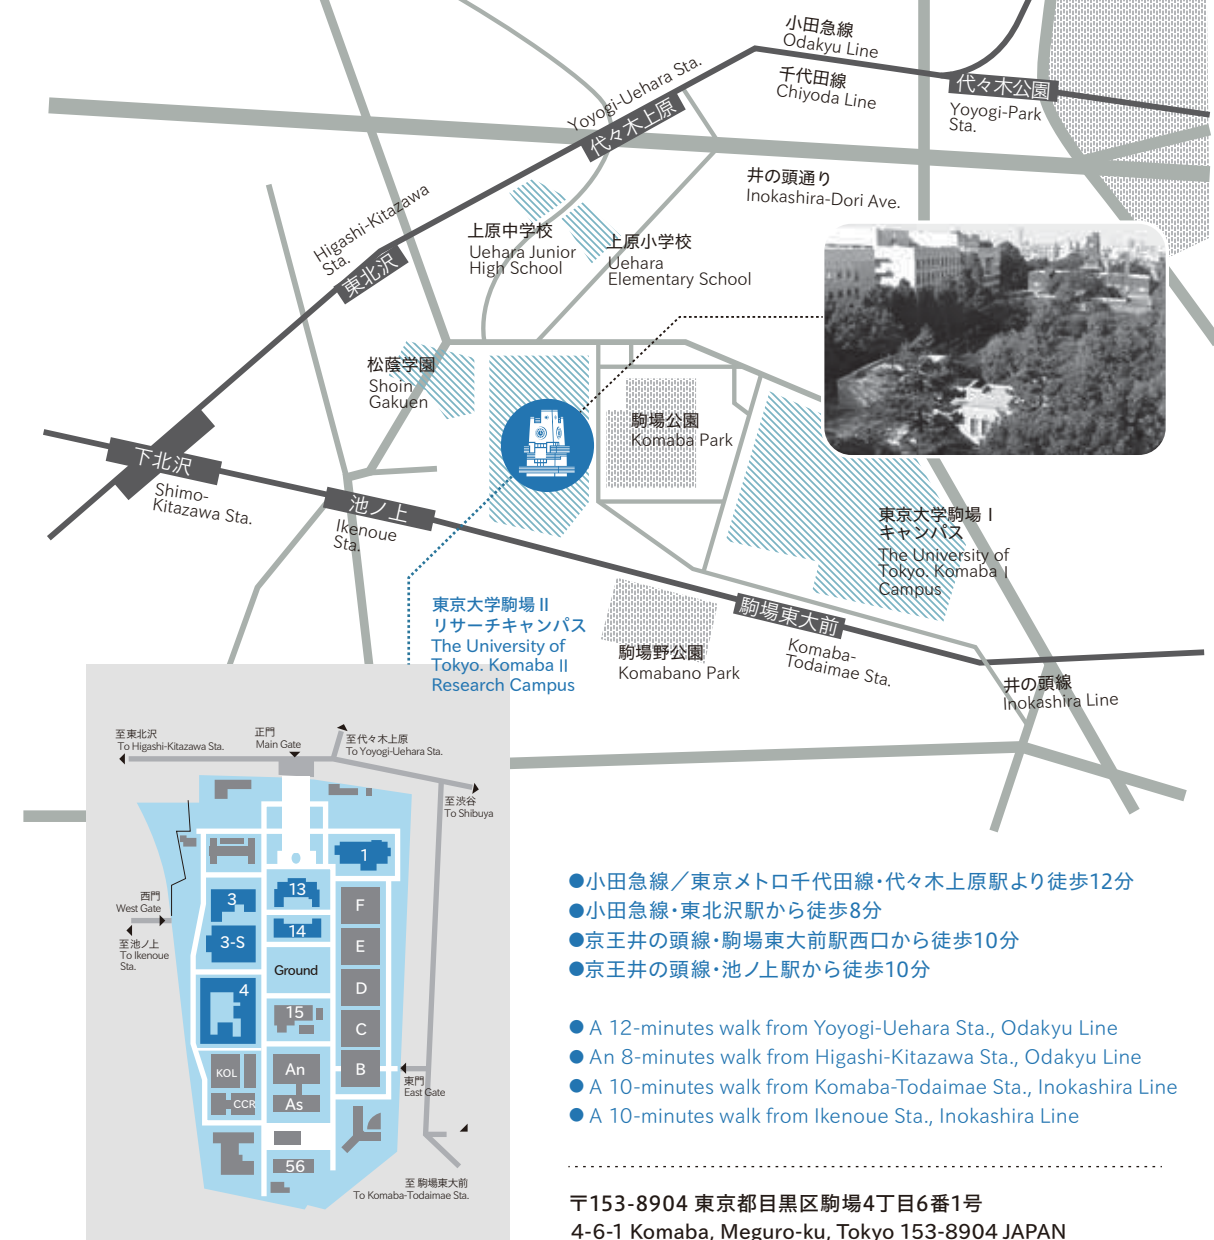 小田急線
Odakyu Line
千代田線
Chiyoda Line
代々木公園
Yoyogi-Park
Sta.
Yoyogi-Uehara Sta.
代々木上原
井の頭通り
Inokashira-Dori Ave.
Higashi-Kitazawa
Sta.
東北沢
上原中学校
Uehara Junior
High School
上原小学校
Uehara
Elementary School
松蔭学園
Shoin
Gakuen
駒場公園
Komaba Park
下北沢
Shimo-
Kitazawa Sta.
池ノ上
Ikenoue
Sta.
東京大学駒場 I
キャンパス
The University of
Tokyo. Komaba I
Campus
東京大学駒場 II
リサーチキャンパス
The University of
Tokyo. Komaba II
Research Campus
駒場野公園
Komabano Park
駒場東大前
Komaba-
Todaimae Sta.
井の頭線
Inokashira Line
至東北沢
To Higashi-Kitazawa Sta.
正門
Main Gate
至代々木上原
To Yoyogi-Uehara Sta.
至渋谷
To Shibuya
西門
West Gate
至池ノ上
To Ikenoue
Sta.
1
3
13
F
14
3-S
E
Ground
4
D
15
C
KOL
An
B
CCR
As
東門
East Gate
56
至 駒場東大前
To Komaba-Todaimae Sta.
●小田急線／東京メトロ千代田線・代々木上原駅より徒歩12分
●小田急線・東北沢駅から徒歩8分
●京王井の頭線・駒場東大前駅西口から徒歩10分
●京王井の頭線・池ノ上駅から徒歩10分
● A 12-minutes walk from Yoyogi-Uehara Sta., Odakyu Line
● An 8-minutes walk from Higashi-Kitazawa Sta., Odakyu Line
● A 10-minutes walk from Komaba-Todaimae Sta., Inokashira Line
● A 10-minutes walk from Ikenoue Sta., Inokashira Line
〒153-8904 東京都目黒区駒場4丁目6番1号
4-6-1 Komaba, Meguro-ku, Tokyo 153-8904 JAPAN